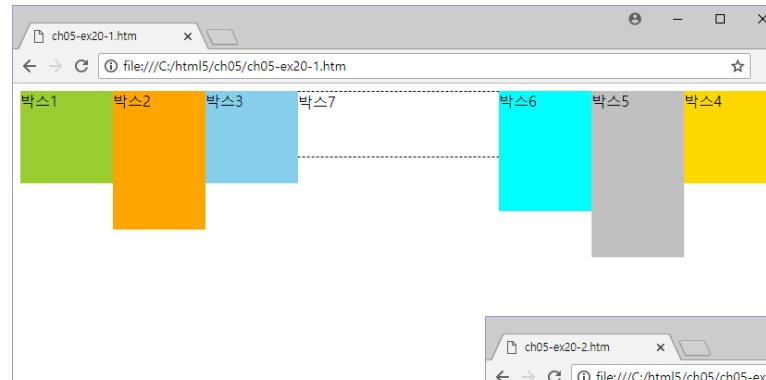 ch05-ex20-1.htm
file:///C:/html5/ch05/ch05-ex20-1.htm
박스1 박스2 박스3 박스7 박스6 박스5 박스4
ch05-ex20-2.htm
file:///C:/html5/ch05/ch05-ex